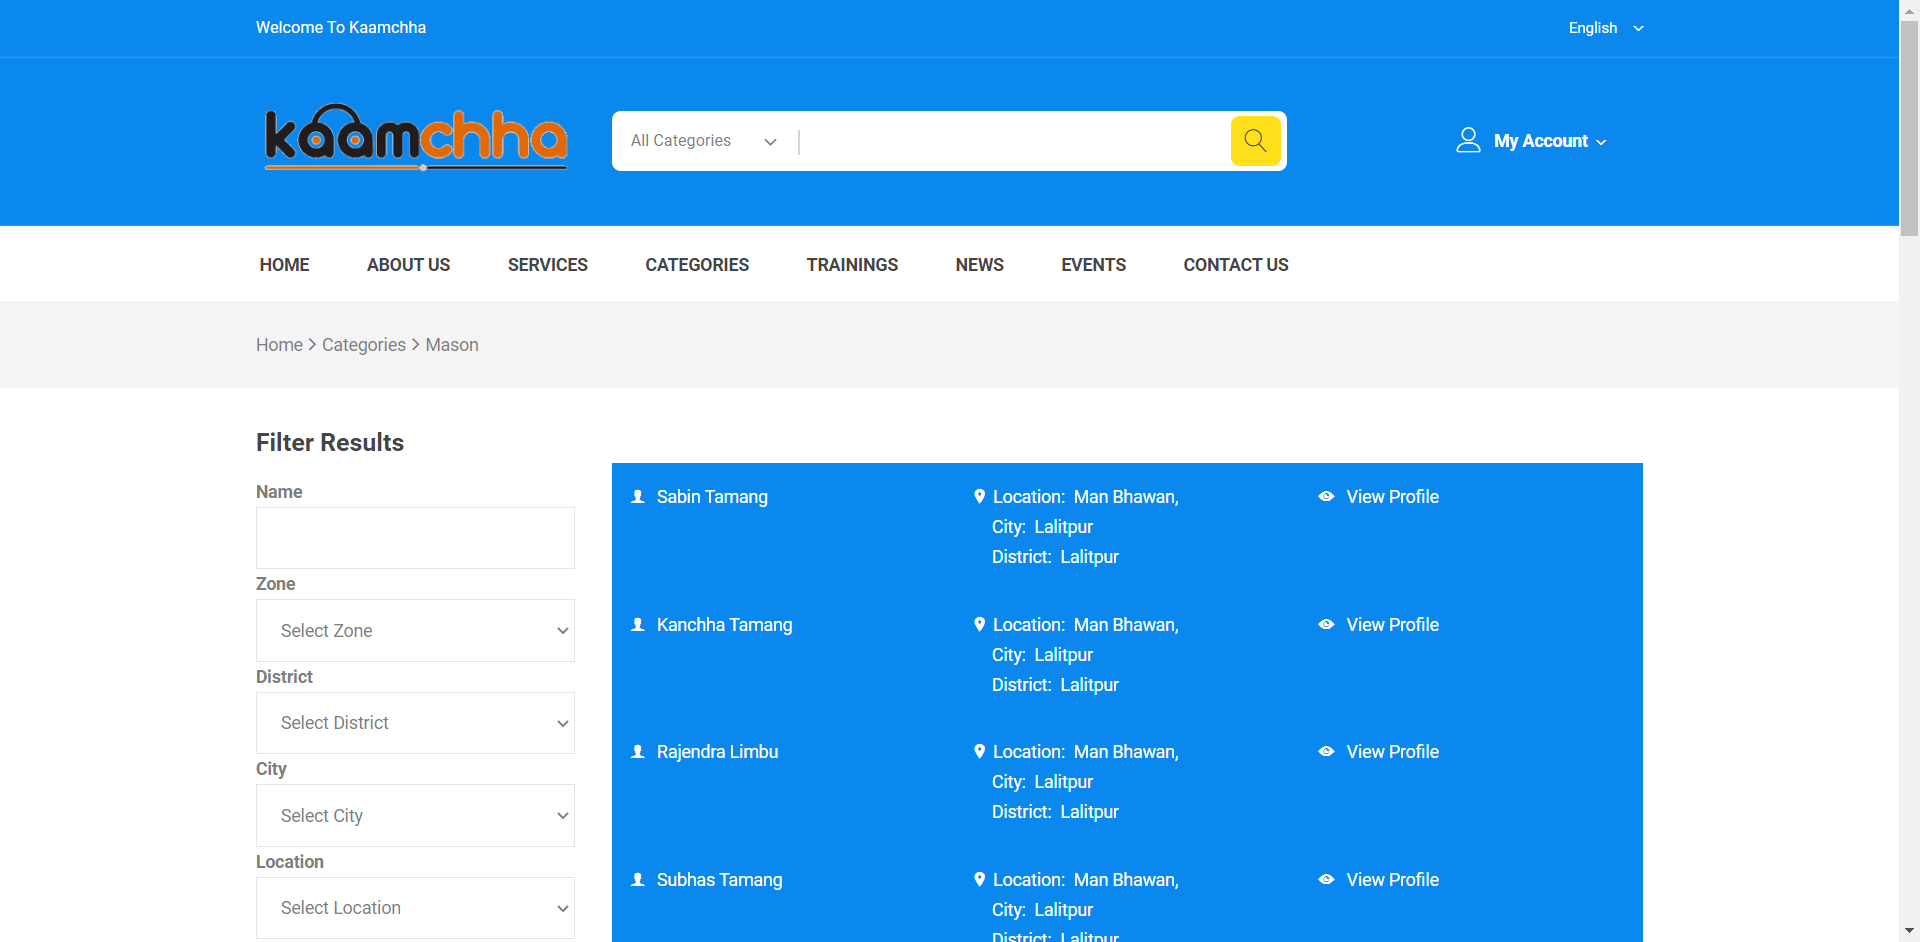 Welcome To Kaamchha
English
kaamchha
All Categories
My Account
HOME ABOUT US SERVICES CATEGORIES TRAININGS NEWS EVENTS CONTACT US
Home > Categories > Mason
Filter Results
Name
Zone
Select Zone
District
Select District
City
Select City
Location
Select Location
Sabin Tamang Location: Man Bhawan, View Profile
City: Lalitpur
District: Lalitpur
Kanchha Tamang Location: Man Bhawan, View Profile
City: Lalitpur
District: Lalitpur
Rajendra Limbu Location: Man Bhawan, View Profile
City: Lalitpur
District: Lalitpur
Subhas Tamang Location: Man Bhawan, View Profile
City: Lalitpur
District: Lalitpur